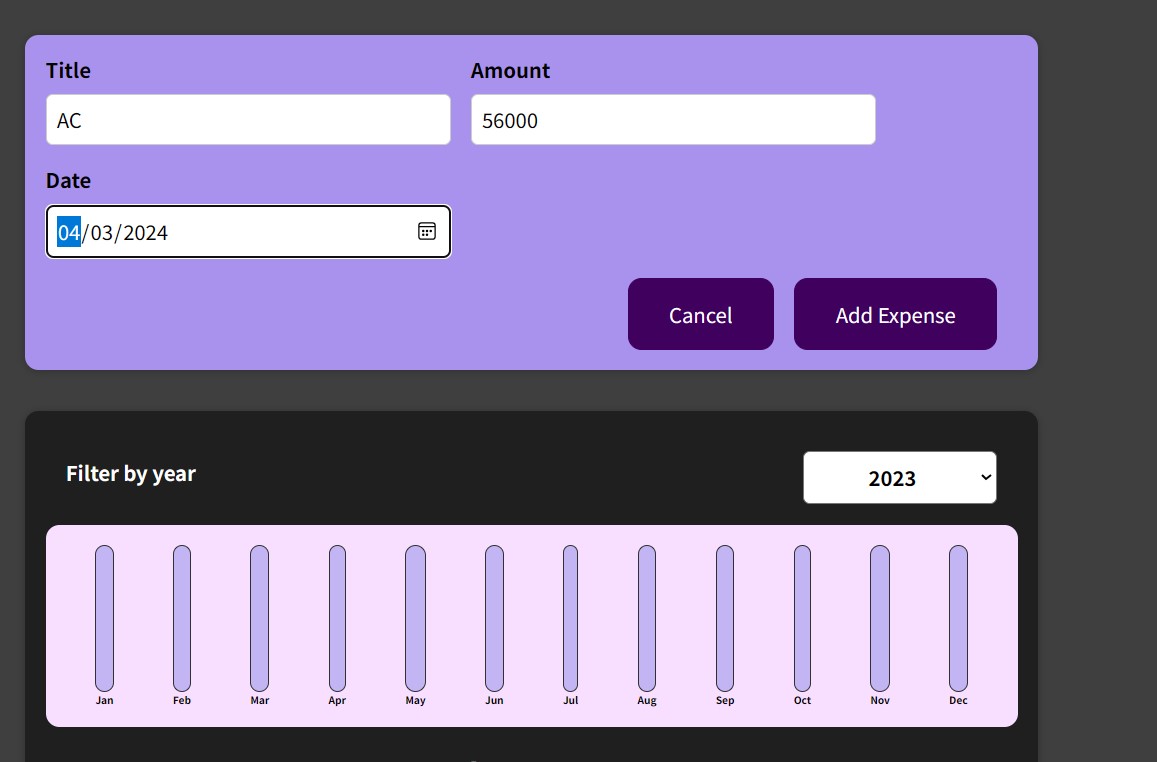 Title
Amount
AC
56000
Date
04/03/2024
Cancel
Add Expense
Filter by year
2023
Jan Feb Mar Apr May Jun Jul Aug Sep Oct Nov Dec